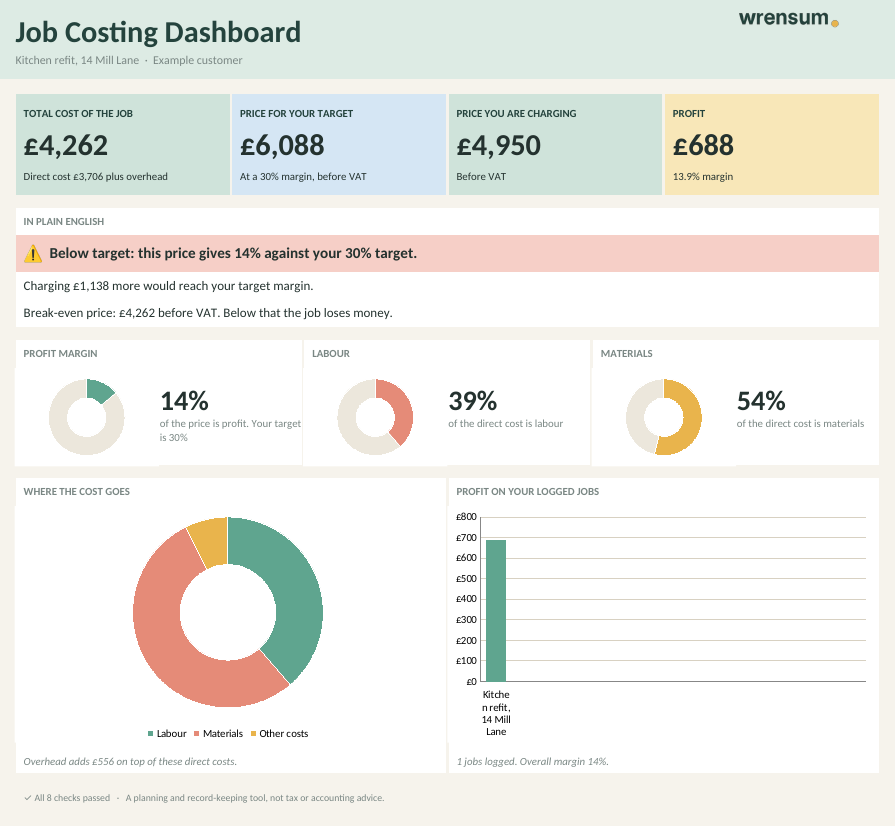 Job Costing Dashboard
wrensum
Kitchen refit, 14 Mill Lane · Example customer
TOTAL COST OF THE JOB
£4,262
Direct cost £3,706 plus overhead
PRICE FOR YOUR TARGET
£6,088
At a 30% margin, before VAT
PRICE YOU ARE CHARGING
£4,950
Before VAT
PROFIT
£688
13.9% margin
IN PLAIN ENGLISH
⚠️ Below target: this price gives 14% against your 30% target.
Charging £1,138 more would reach your target margin.
Break-even price: £4,262 before VAT. Below that the job loses money.
PROFIT MARGIN
14%
of the price is profit. Your target
is 30%
LABOUR
39%
of the direct cost is labour
MATERIALS
54%
of the direct cost is materials
WHERE THE COST GOES
Labour Materials Other costs
Overhead adds £556 on top of these direct costs.
PROFIT ON YOUR LOGGED JOBS
£800
£700
£600
£500
£400
£300
£200
£100
£0
Kitche
n refit,
14 Mill
Lane
1 jobs logged. Overall margin 14%.
✓ All 8 checks passed · A planning and record-keeping tool, not tax or accounting advice.